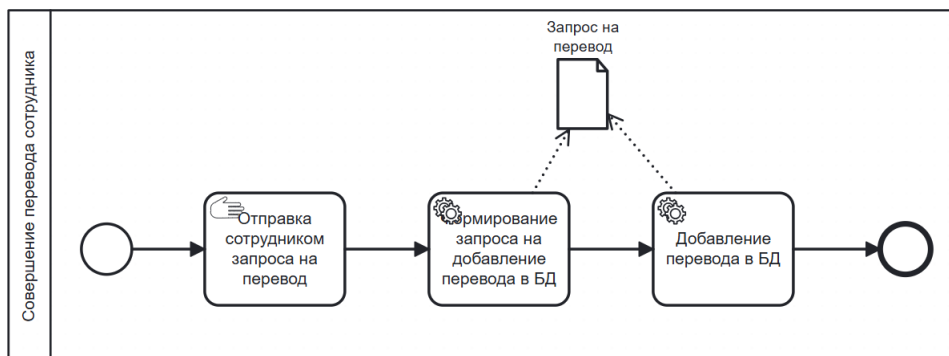 Совершение перевода сотрудника
Запрос на
перевод
Отправка
сотрудником
запроса на
перевод
рмирование
запроса на
добавление
перевода в БД
Добавление
перевода в БД